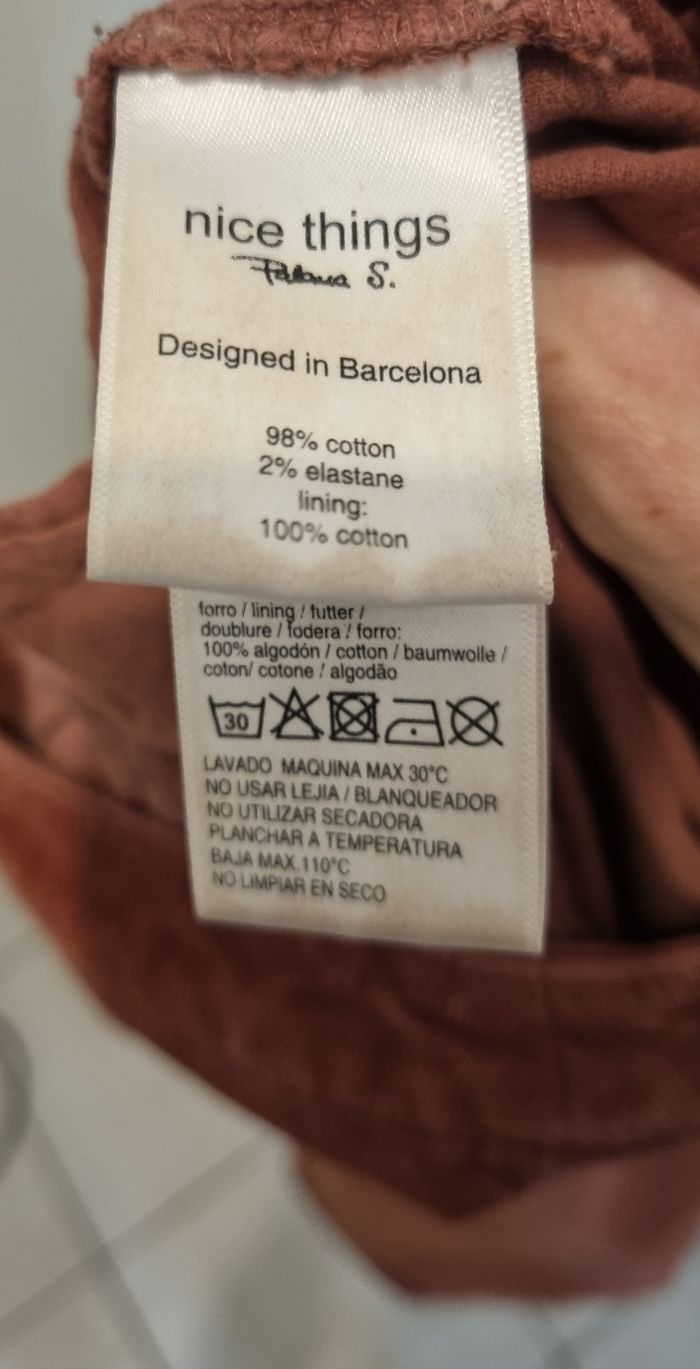 nice things
Paloma S.
Designed in Barcelona
98% cotton
2% elastane
lining:
100% cotton
forro / lining / futter /
doublure / fodera / forro:
100% algodón / cotton / baumwolle /
coton/ cotone / algodão
30
LAVADO MAQUINA MAX 30°C
NO USAR LEJIA / BLANQUEADOR
NO UTILIZAR SECADORA
PLANCHAR A TEMPERATURA
BAJA MAX.110°C
NO LIMPIAR EN SECO